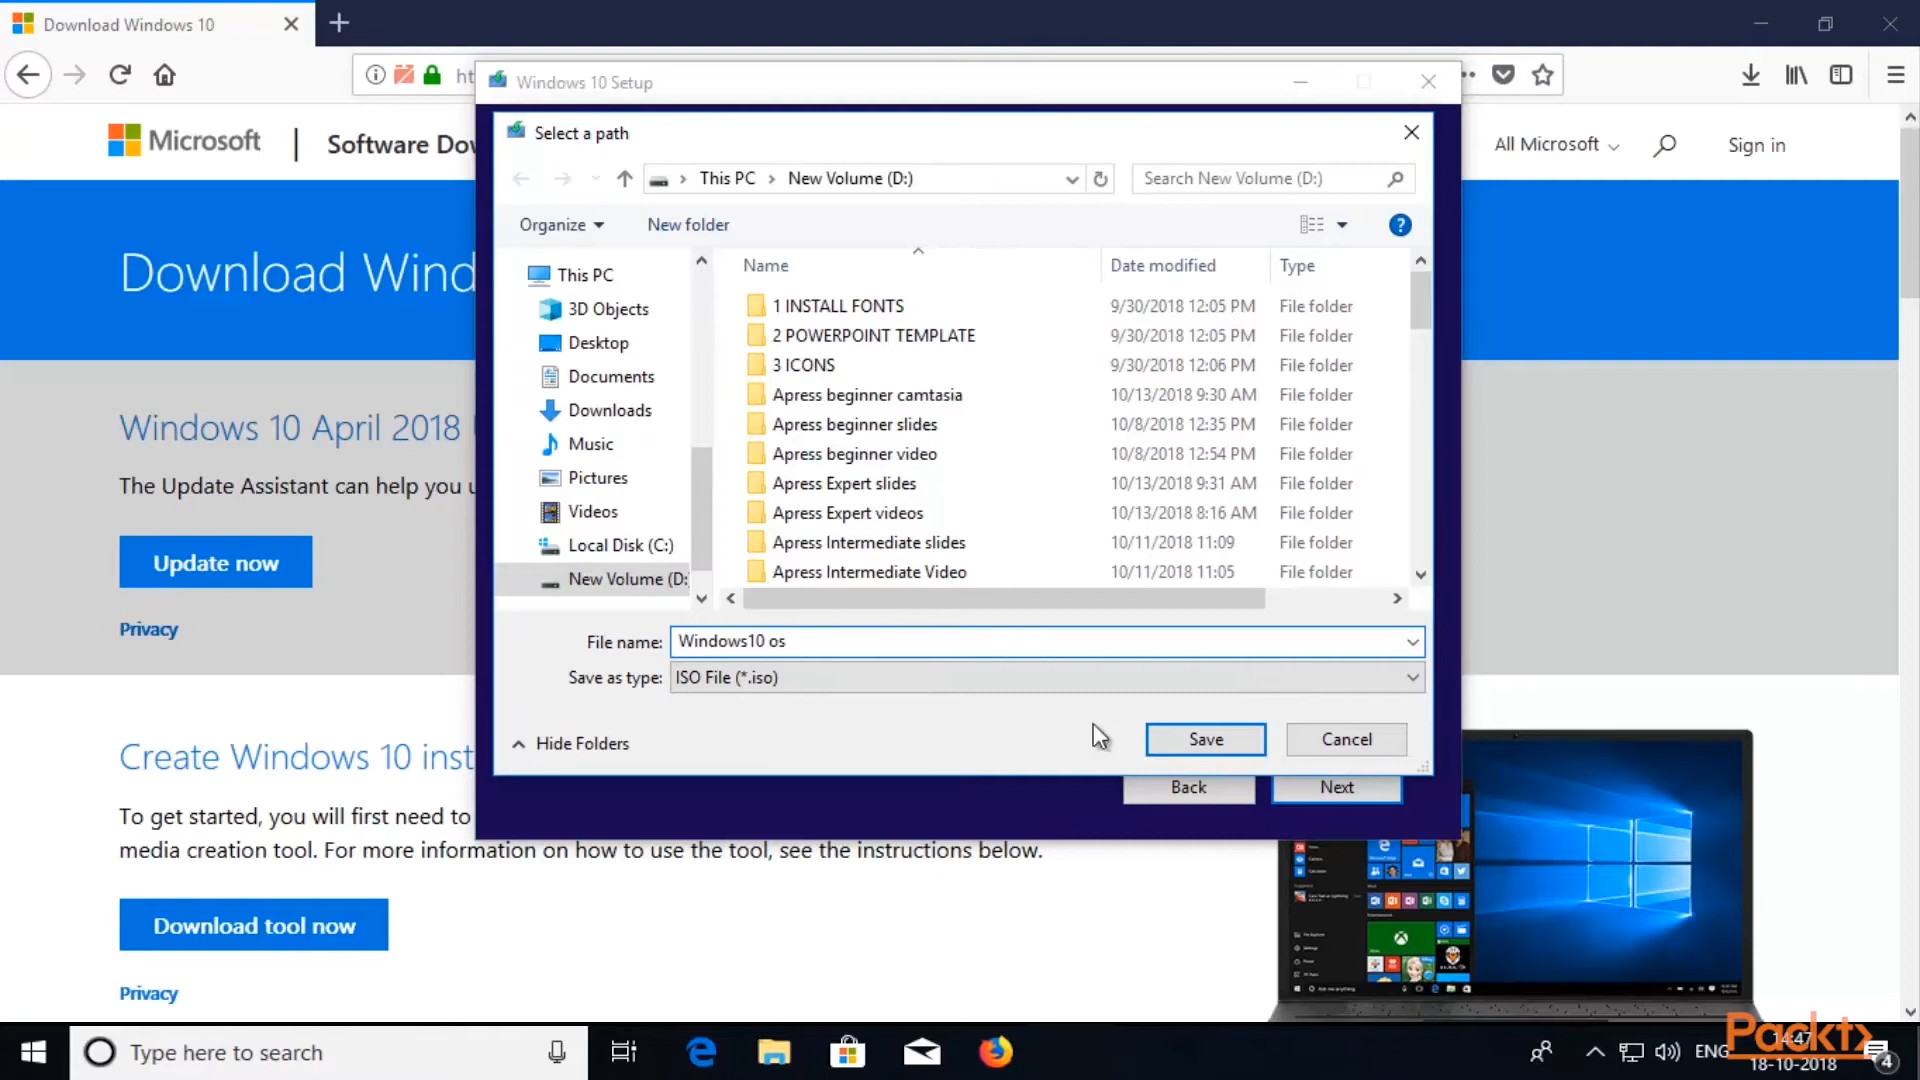 Download Windows 10
Windows 10 Setup
Microsoft
Software Dow
All Microsoft
Sign in
Select a path
This PC
New Volume (D:)
Search New Volume (D:)
Organize
New folder
?
Download Wind
Name
Date modified
Type
This PC
3D Objects
Desktop
Documents
Downloads
Music
Pictures
Videos
Local Disk (C:)
New Volume (D:
1 INSTALL FONTS 9/30/2018 12:05 PM File folder
2 POWERPOINT TEMPLATE 9/30/2018 12:05 PM File folder
3 ICONS 9/30/2018 12:06 PM File folder
Apress beginner camtasia 10/13/2018 9:30 AM File folder
Apress beginner slides 10/8/2018 12:35 PM File folder
Apress beginner video 10/8/2018 12:54 PM File folder
Apress Expert slides 10/13/2018 9:31 AM File folder
Apress Expert videos 10/13/2018 8:16 AM File folder
Apress Intermediate slides 10/11/2018 11:09 File folder
Apress Intermediate Video 10/11/2018 11:05 File folder
File name: Windows10 os
Save as type: ISO File (*.iso)
Hide Folders
Save
Cancel
Back
Next
Windows 10 April 2018
The Update Assistant can help you
Update now
Privacy
Create Windows 10 inst
To get started, you will first need to
media creation tool. For more information on how to use the tool, see the instructions below.
Download tool now
Privacy
Type here to search
ENG
14:47
18-10-2018
4
Packt